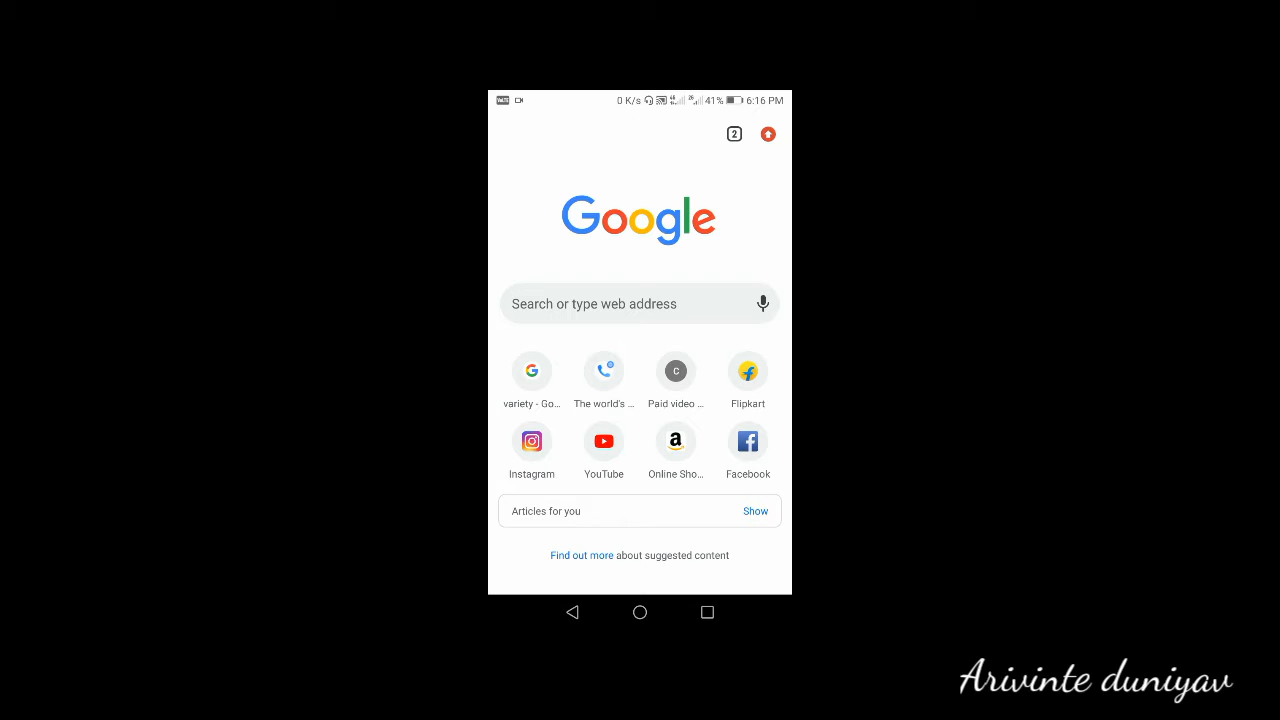 0 K/s 41% 6:16 PM
2
Google
Search or type web address
variety - Go... The world's ... Paid video ... Flipkart
Instagram YouTube Online Sho... Facebook
Articles for you Show
Find out more about suggested content
Arivinte duniyav